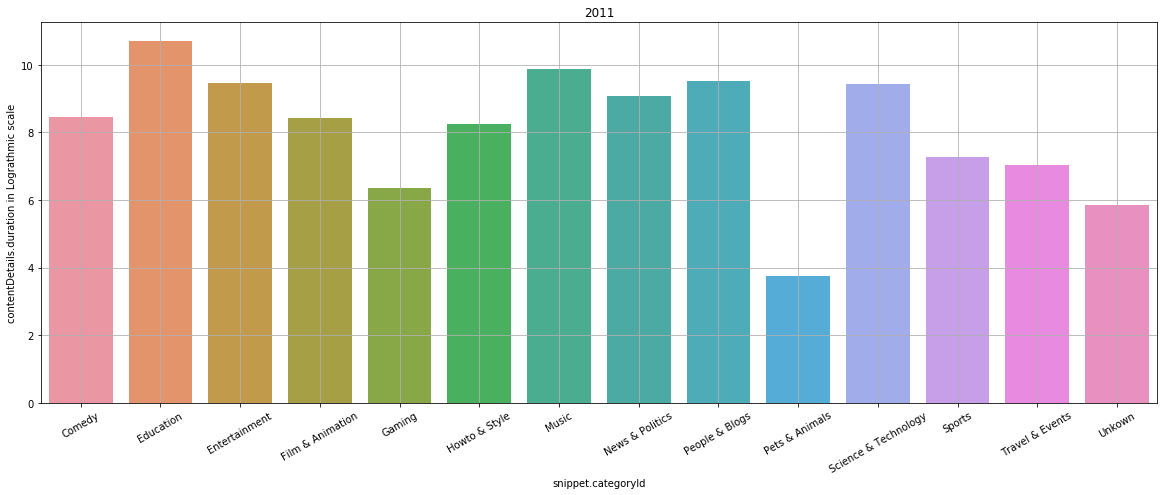 2011
contentDetails.duration in Lograthmic scale
10
8
6
4
2
0
Comedy
Education
Entertainment
Film & Animation
Gaming
Howto & Style
Music
News & Politics
People & Blogs
Pets & Animals
Science & Technology
Sports
Travel & Events
Unkown
snippet.categoryId